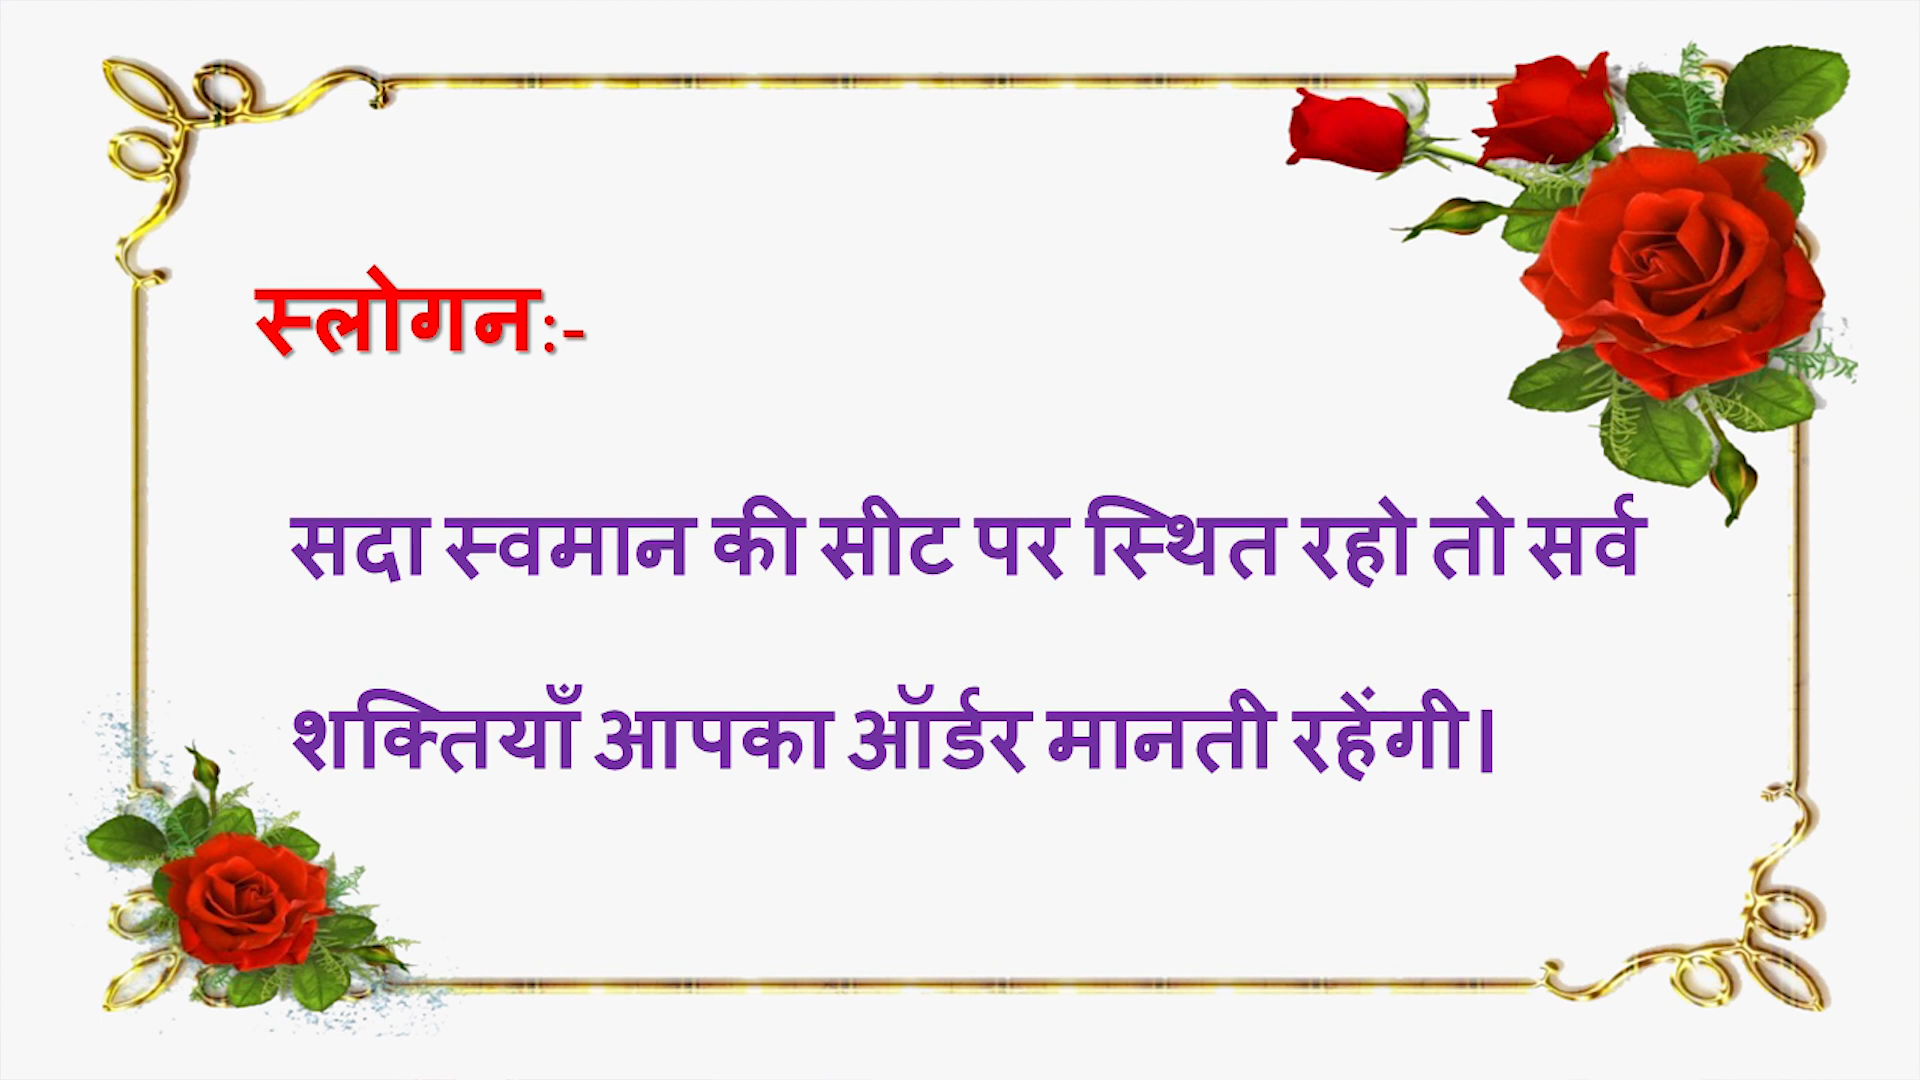 स्लोगन:-
सदा स्वमान की सीट पर स्थित रहो तो सर्व
शक्तियाँ आपका ऑर्डर मानती रहेंगी।